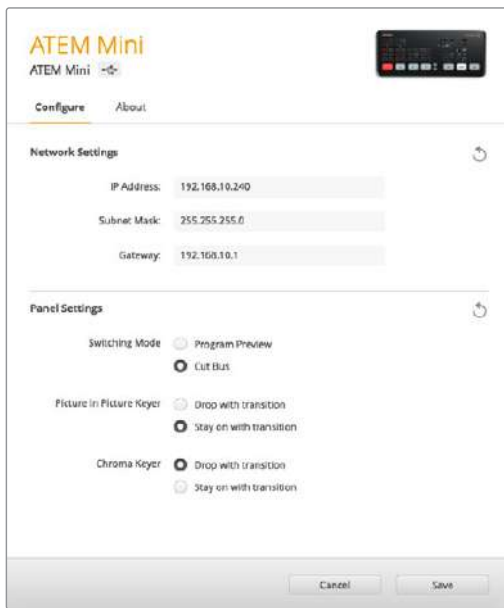 ATEM Mini
ATEM Mini
Configure About
Network Settings
IP Address: 192.168.10.240
Subnet Mask: 255.255.255.0
Gateway: 192.168.10.1
Panel Settings
Switching Mode Program Preview
Cut Bus
Picture in Picture Keyer Drop with transition
Stay on with transition
Chroma Keyer Drop with transition
Stay on with transition
Cancel Save